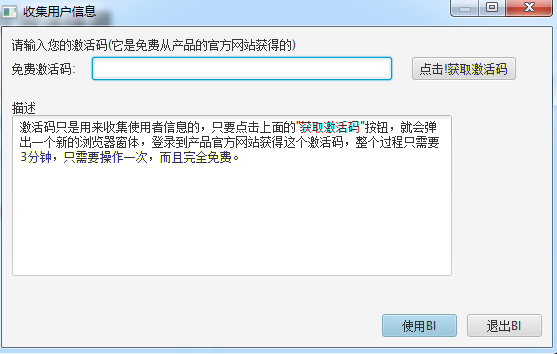 收集用户信息
请输入您的激活码(它是免费从产品的官方网站获得的)
免费激活码: 点击!获取激活码
描述
激活码只是用来收集使用者信息的，只要点击上面的"获取激活码"按钮，就会弹
出一个新的浏览器窗体，登录到产品官方网站获得这个激活码，整个过程只需要
3分钟，只需要操作一次，而且完全免费。
使用BI 退出BI